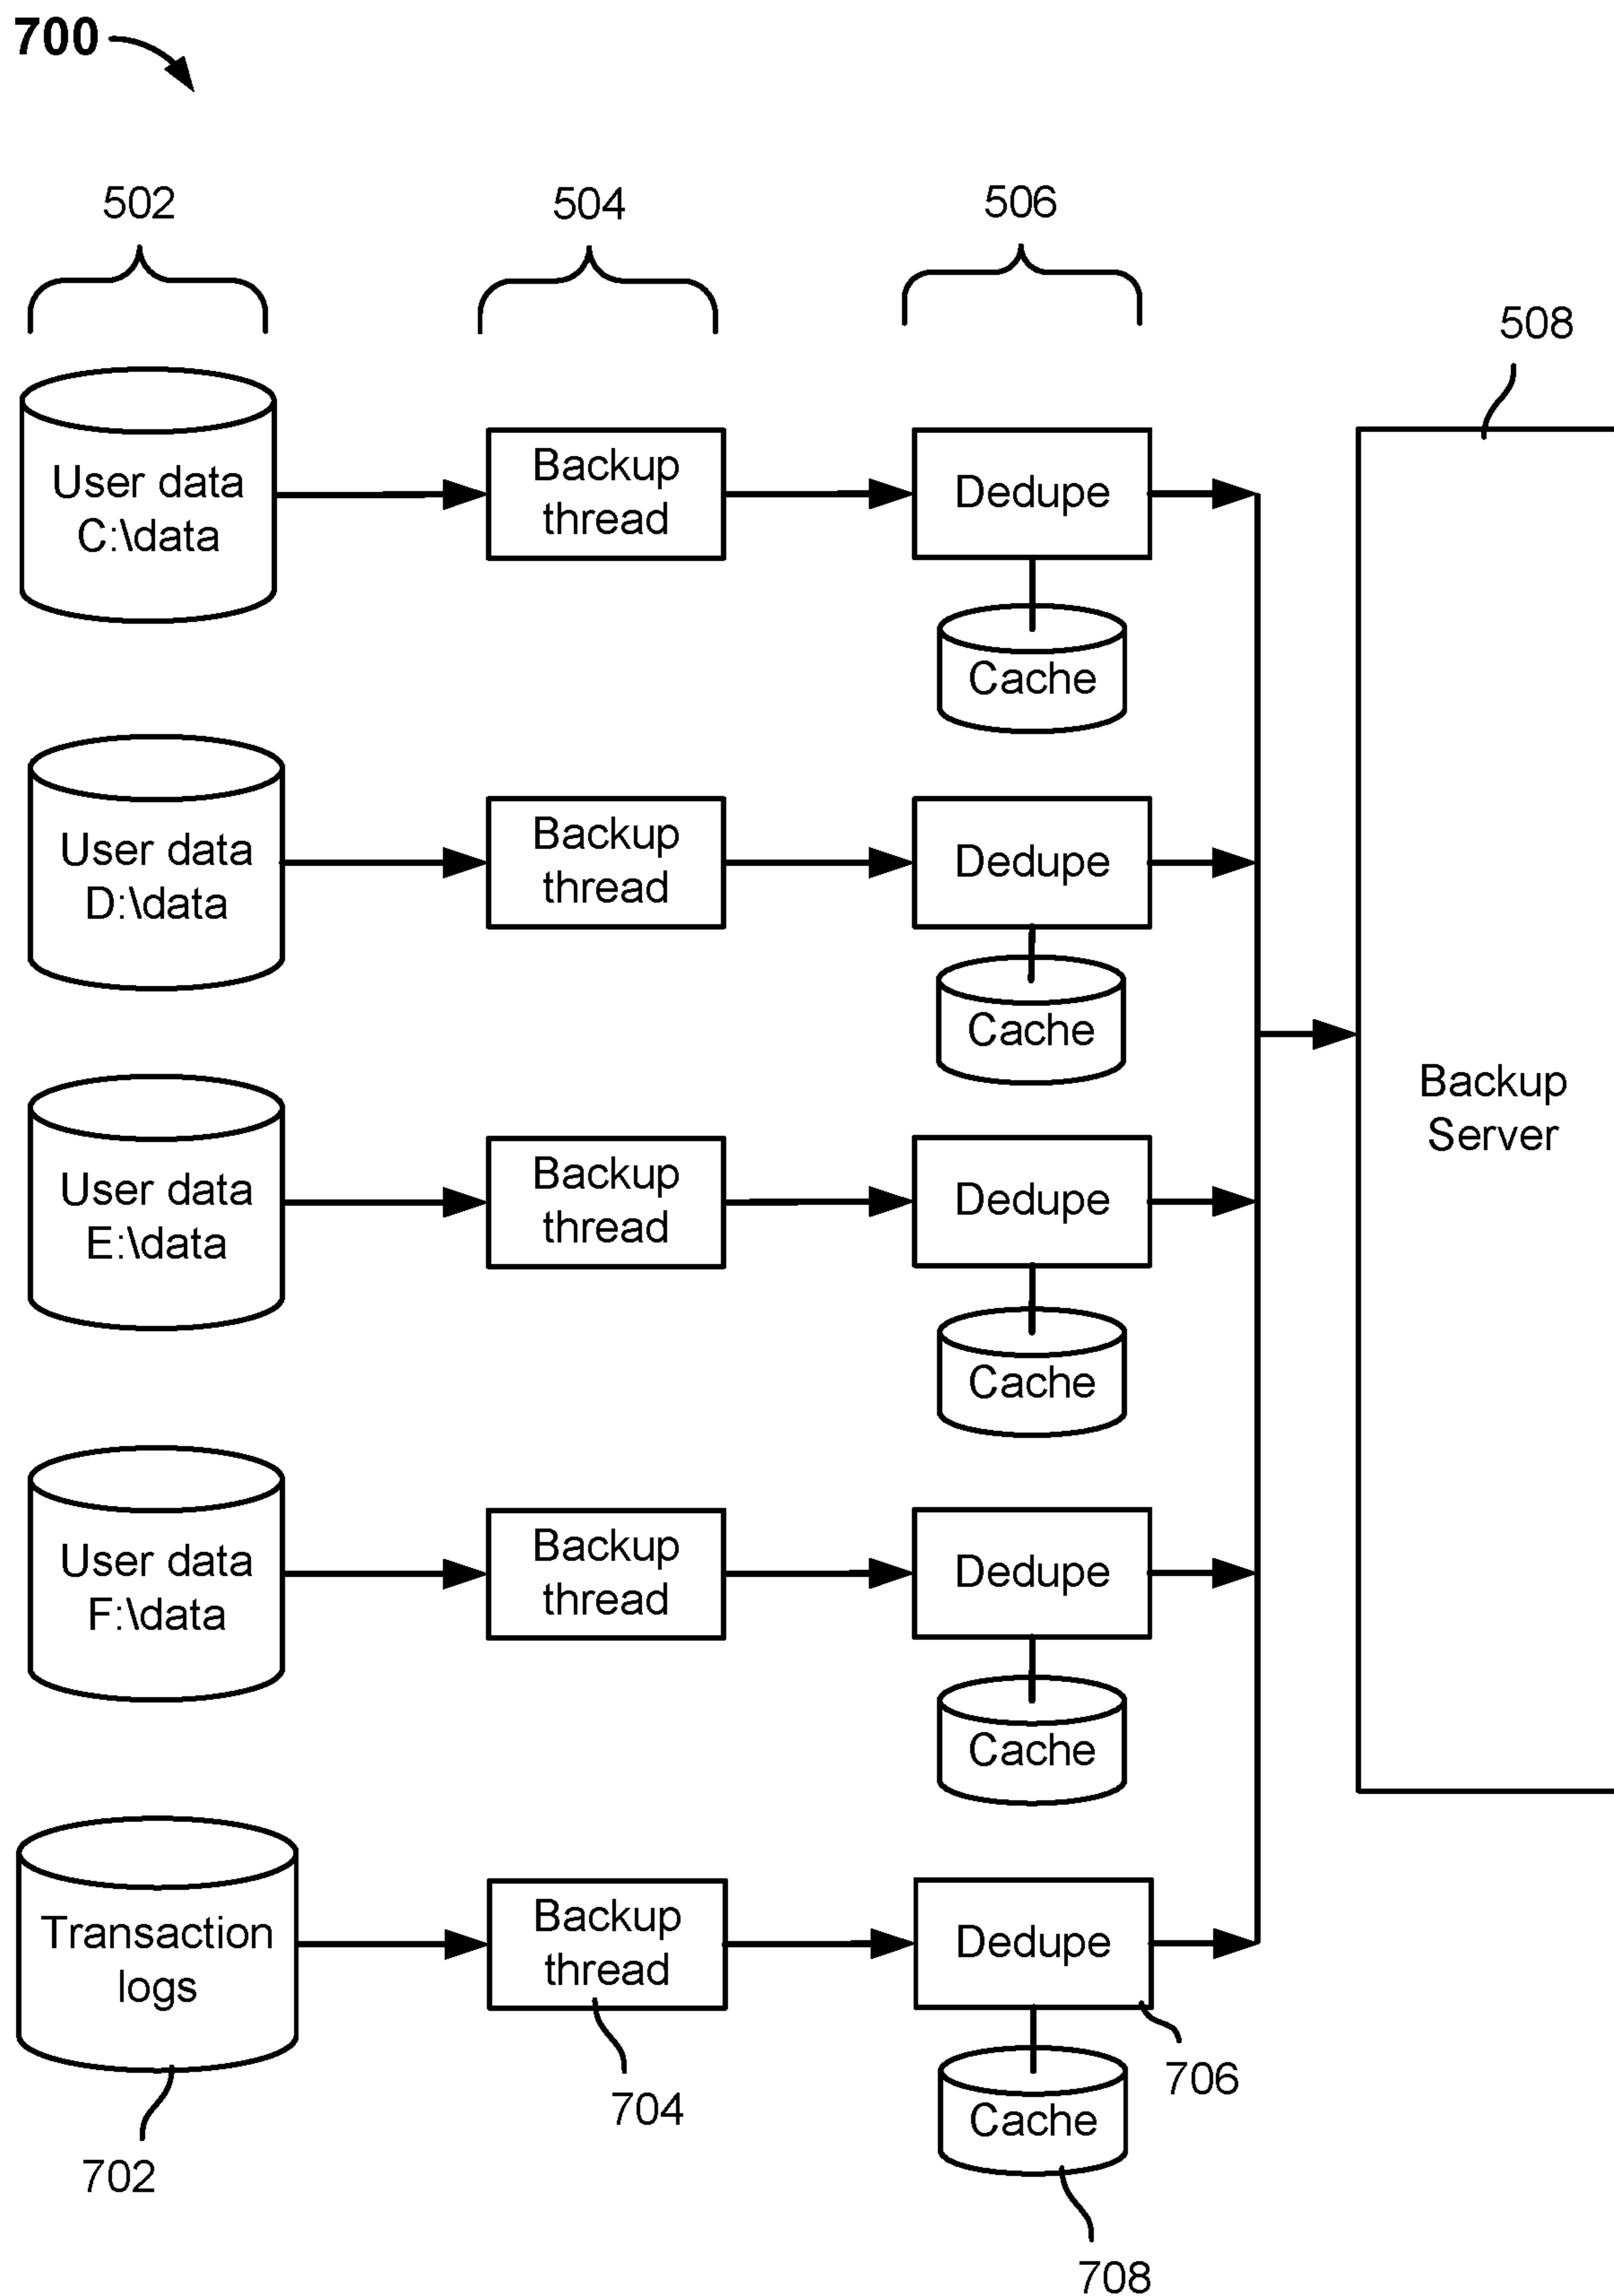 700
502
504
506
508
User data
C:\data
Backup
thread
Dedupe
Cache
User data
D:\data
Backup
thread
Dedupe
Cache
Backup
Server
User data
E:\data
Backup
thread
Dedupe
Cache
User data
F:\data
Backup
thread
Dedupe
Cache
Transaction
logs
Backup
thread
Dedupe
Cache
702
704
706
708